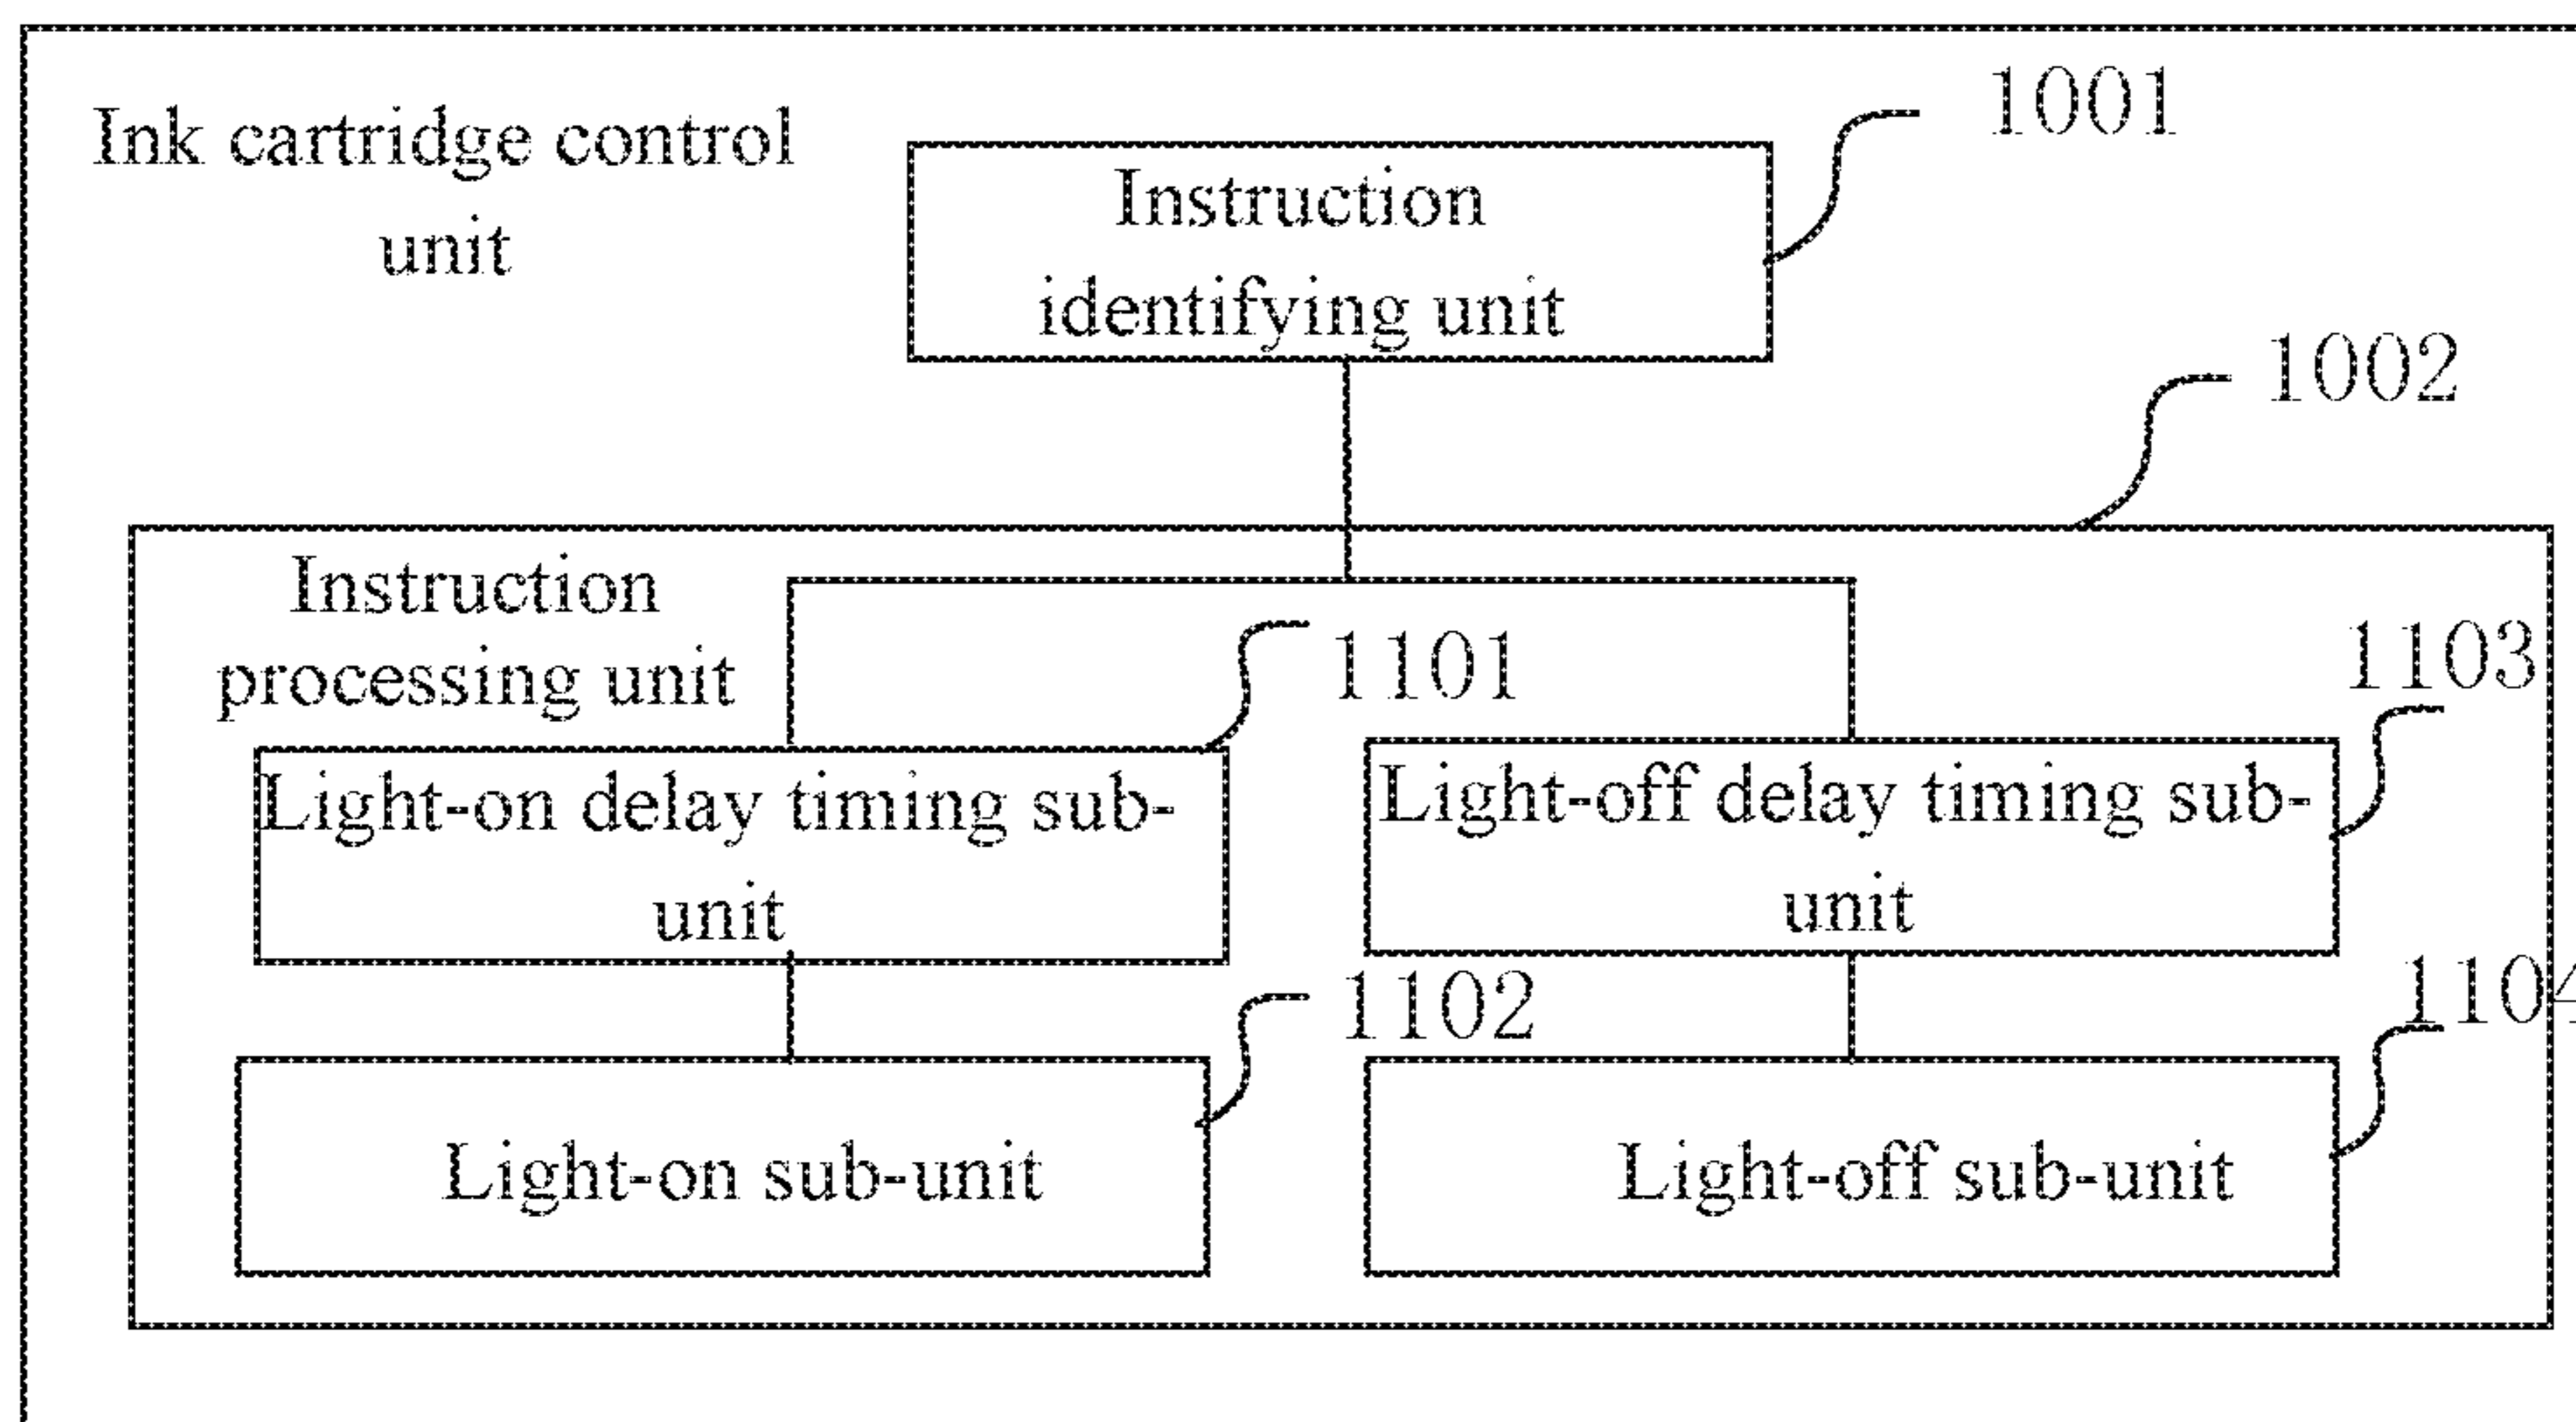 Ink cartridge control
unit
1001
Instruction
identifying unit
1002
Instruction
processing unit
1101
1103
Light-on delay timing sub-
unit
Light-off delay timing sub-
unit
1102
1104
Light-on sub-unit
Light-off sub-unit